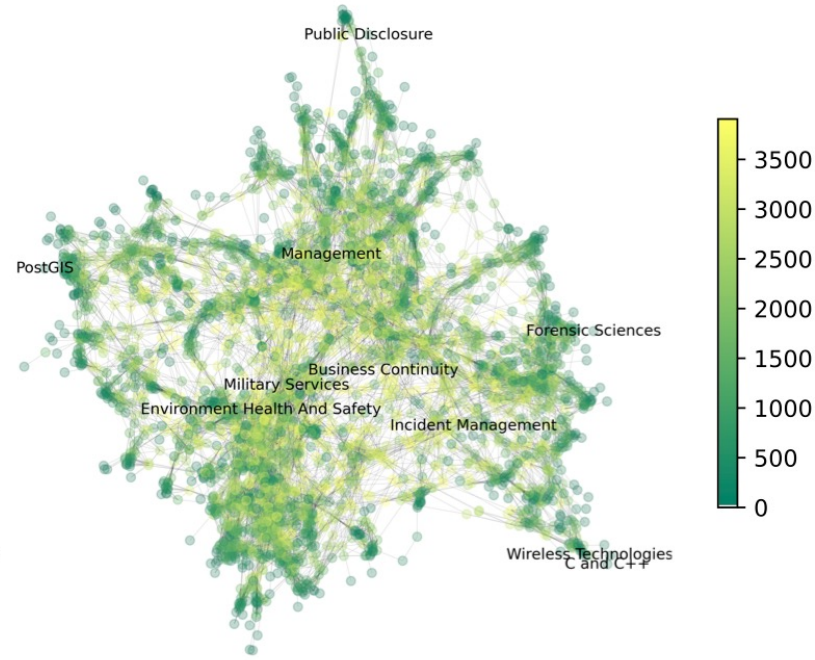 Public Disclosure
Management
PostGIS
Forensic Sciences
Business Continuity
Military Services
Environment Health And Safety
Incident Management
Wireless Technologies
C and C++
3500
3000
2500
2000
1500
1000
500
0